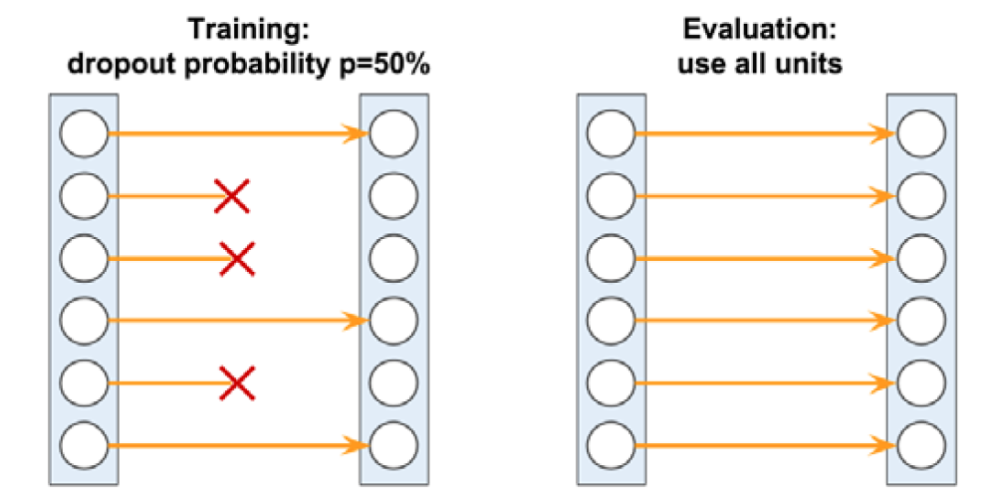 Training:
dropout probability p=50%
Evaluation:
use all units